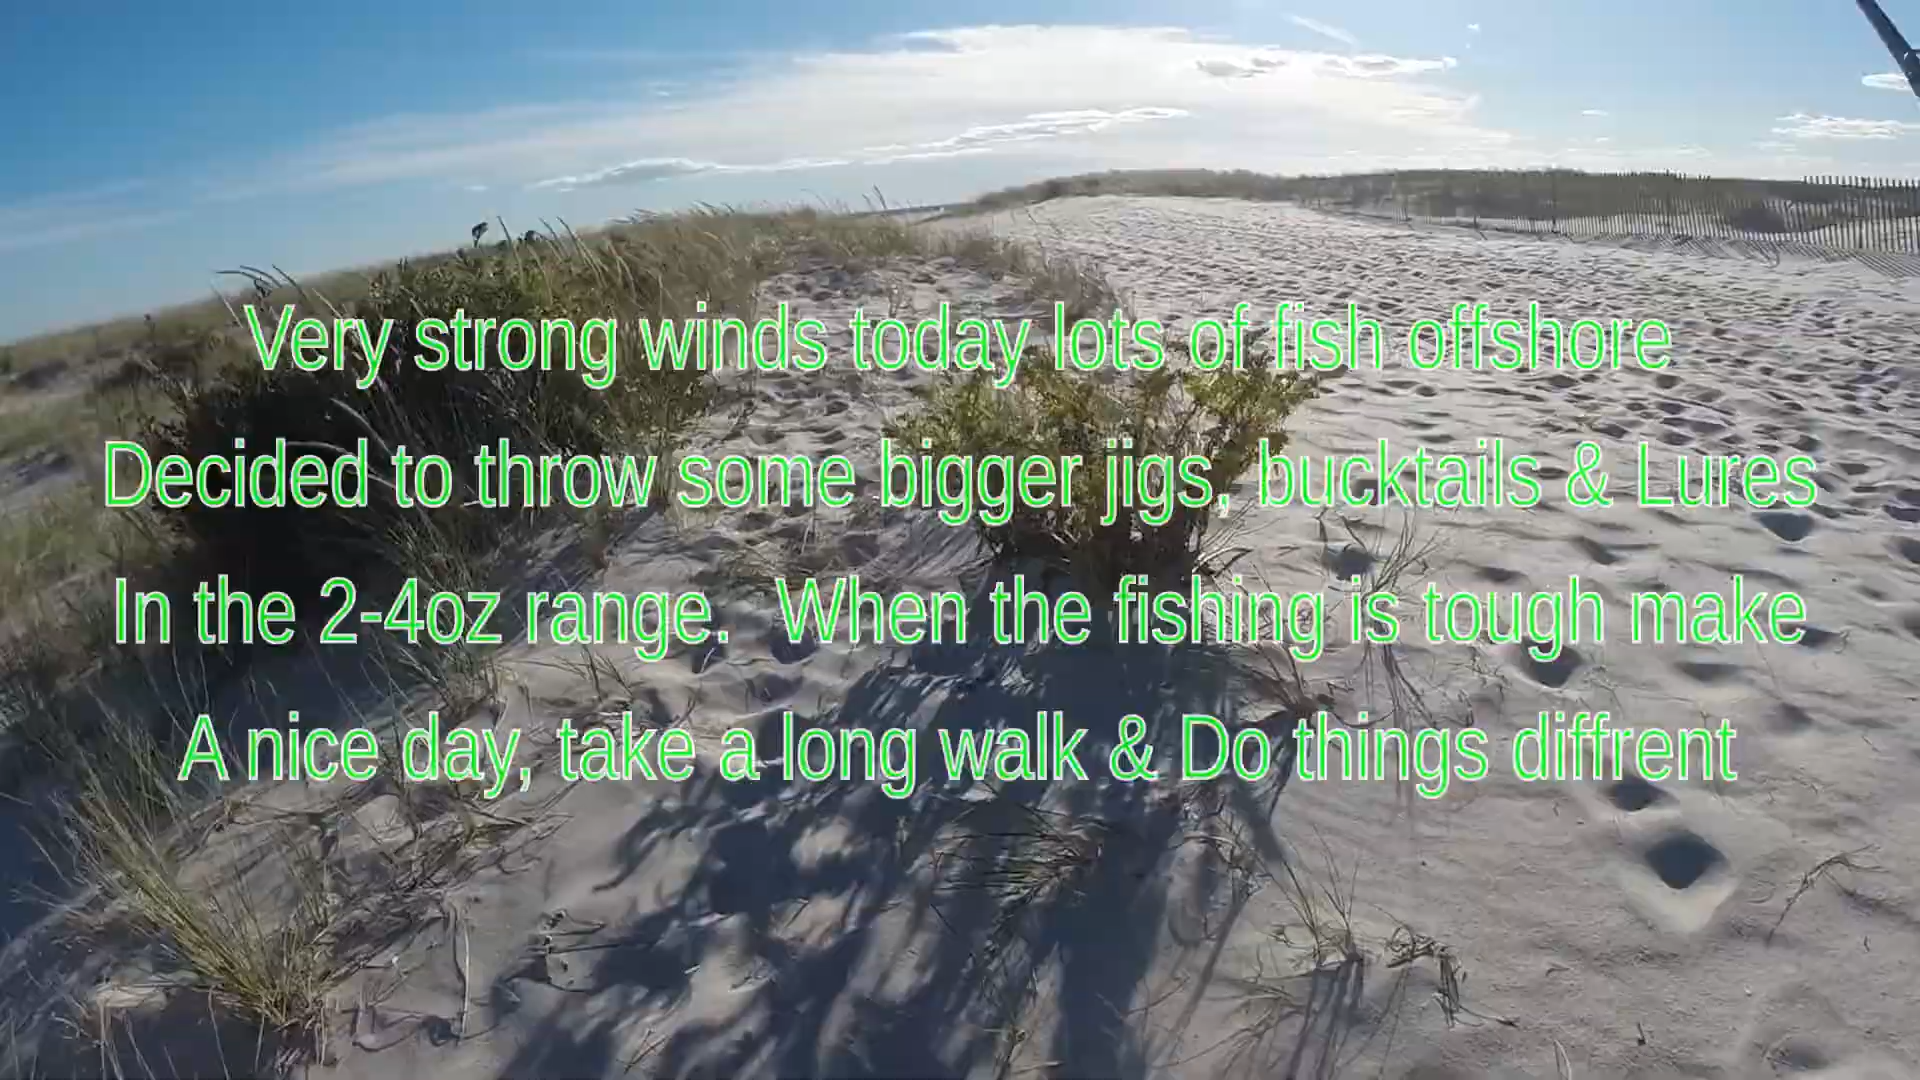 Very strong winds today lots of fish offshore
Decided to throw some bigger jigs, bucktails & Lures
In the 2-4oz range.  When the fishing is tough make
A nice day, take a long walk & Do things diffrent